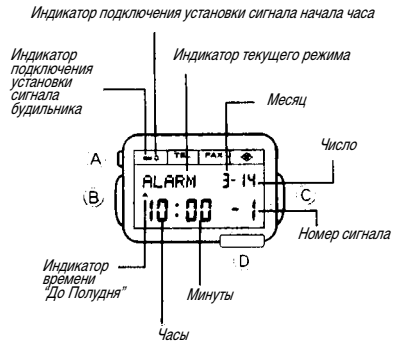 Индикатор подключения установки сигнала начала часа
Индикатор
подключения
установки
сигнала
будильника
Индикатор текущего режима
Месяц
Число
A
TEL
FAX
(B)
ALARM 3-14
C
A
10:00 -1
Номер сигнала
D
Индикатор
времени
"До Полудня"
Минуты
Часы